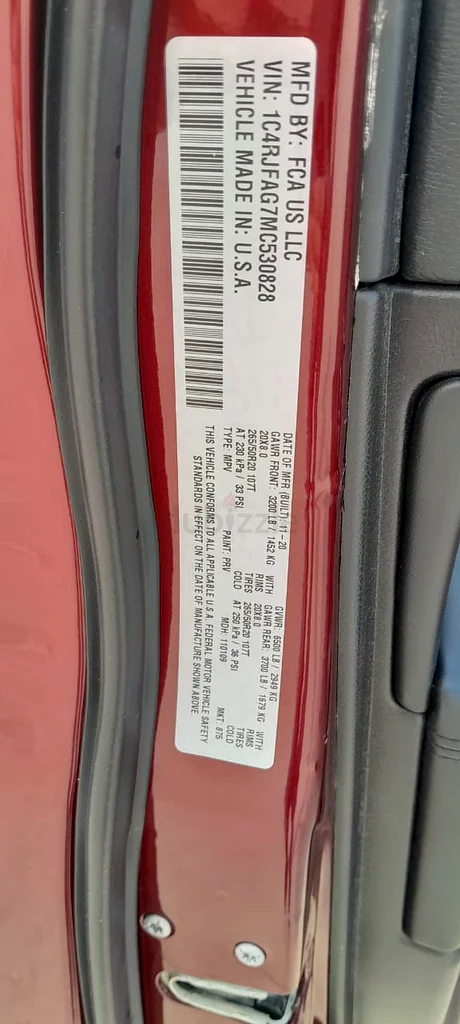 MFD BY: FCA US LLC
VIN: 1C4RJFAG7MC530828
VEHICLE MADE IN: U.S.A.
DATE OF MFR (BUILT): 11-20 GVWR: 6500 LB / 2949 KG
GAWR FRONT: 3200 LB / 1452 KG WITH GAWR REAR: 3700 LB / 1679 KG WITH
20X8.0 RIMS 20X8.0 RIMS
265/50R20 107T TIRES 265/50R20 107T TIRES
AT 230 kPa / 33 PSI COLD AT 250 kPa / 36 PSI COLD
TYPE: MPV PAINT: PRV MDH: 110109 MKT: 875
THIS VEHICLE CONFORMS TO ALL APPLICABLE U.S.A. FEDERAL MOTOR VEHICLE SAFETY
STANDARDS IN EFFECT ON THE DATE OF MANUFACTURE SHOWN ABOVE.